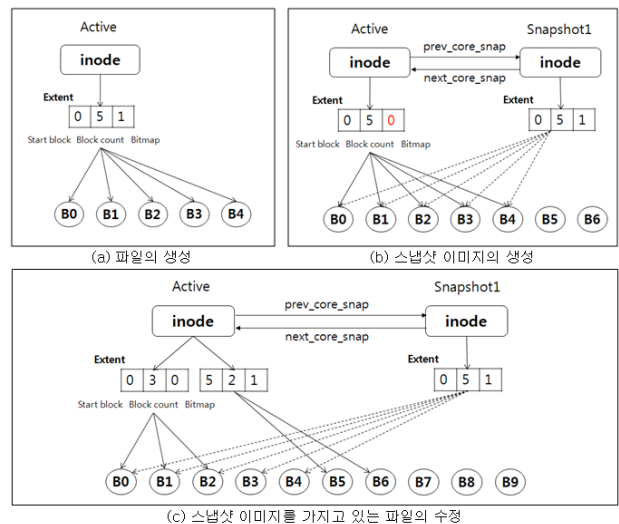 Active
inode
Extent
0 5 1
Start block Block count Bitmap
B0 B1 B2 B3 B4
(a) 파일의 생성
Active Snapshot1
prev_core_snap
inode inode
next_core_snap
Extent Extent
0 5 0 0 5 1
Start block Block count Bitmap
B0 B1 B2 B3 B4 B5 B6
(b) 스냅샷 이미지의 생성
Active Snapshot1
prev_core_snap
inode inode
next_core_snap
Extent Extent
0 3 0 5 2 1 0 5 1
Start block Block count Bitmap
B0 B1 B2 B3 B4 B5 B6 B7 B8 B9
(c) 스냅샷 이미지를 가지고 있는 파일의 수정